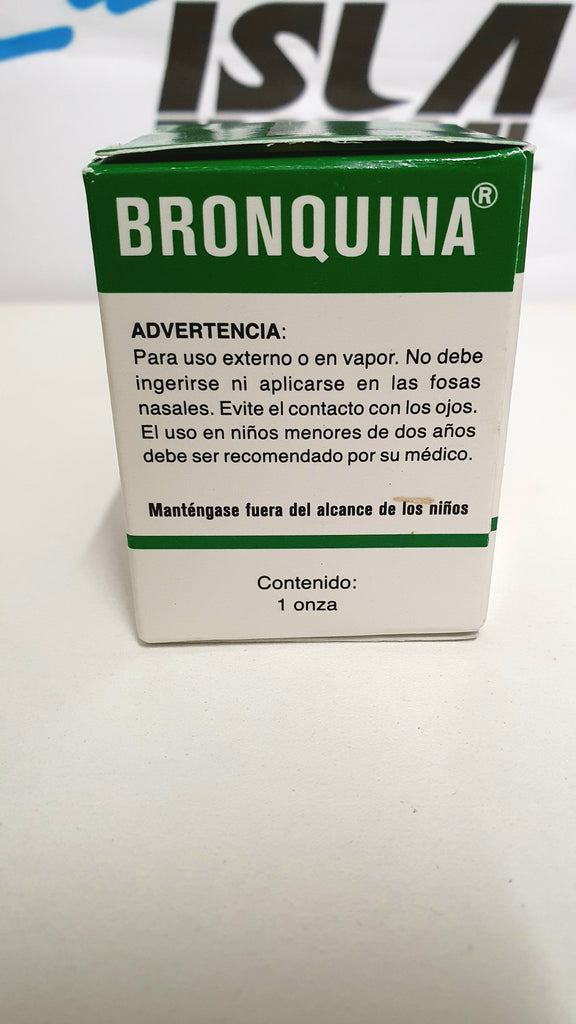 ISLA
BRONQUINA®
ADVERTENCIA:
Para uso externo o en vapor. No debe
ingerirse ni aplicarse en las fosas
nasales. Evite el contacto con los ojos.
El uso en niños menores de dos años
debe ser recomendado por su médico.
Manténgase fuera del alcance de los niños
Contenido:
1 onza